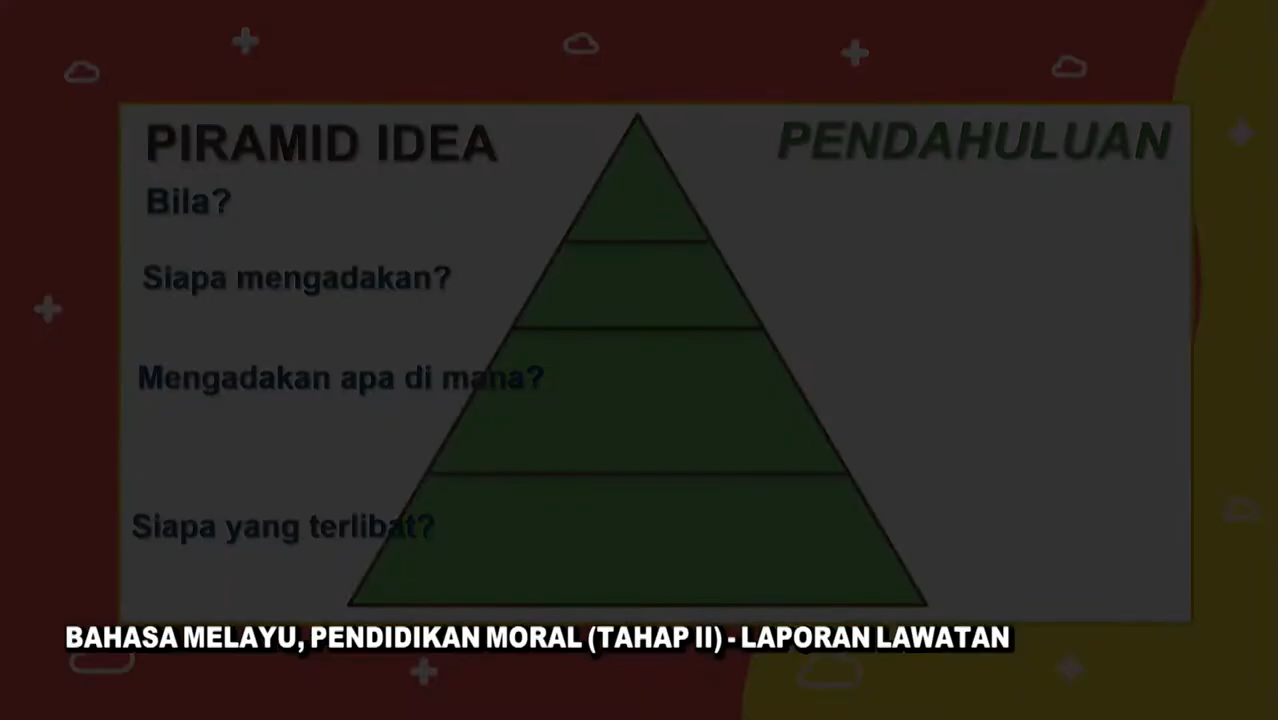 PIRAMID IDEA
PENDAHULUAN
Bila?
Siapa mengadakan?
Mengadakan apa di mana?
Siapa yang terlibat?
BAHASA MELAYU, PENDIDIKAN MORAL (TAHAP II) - LAPORAN LAWATAN